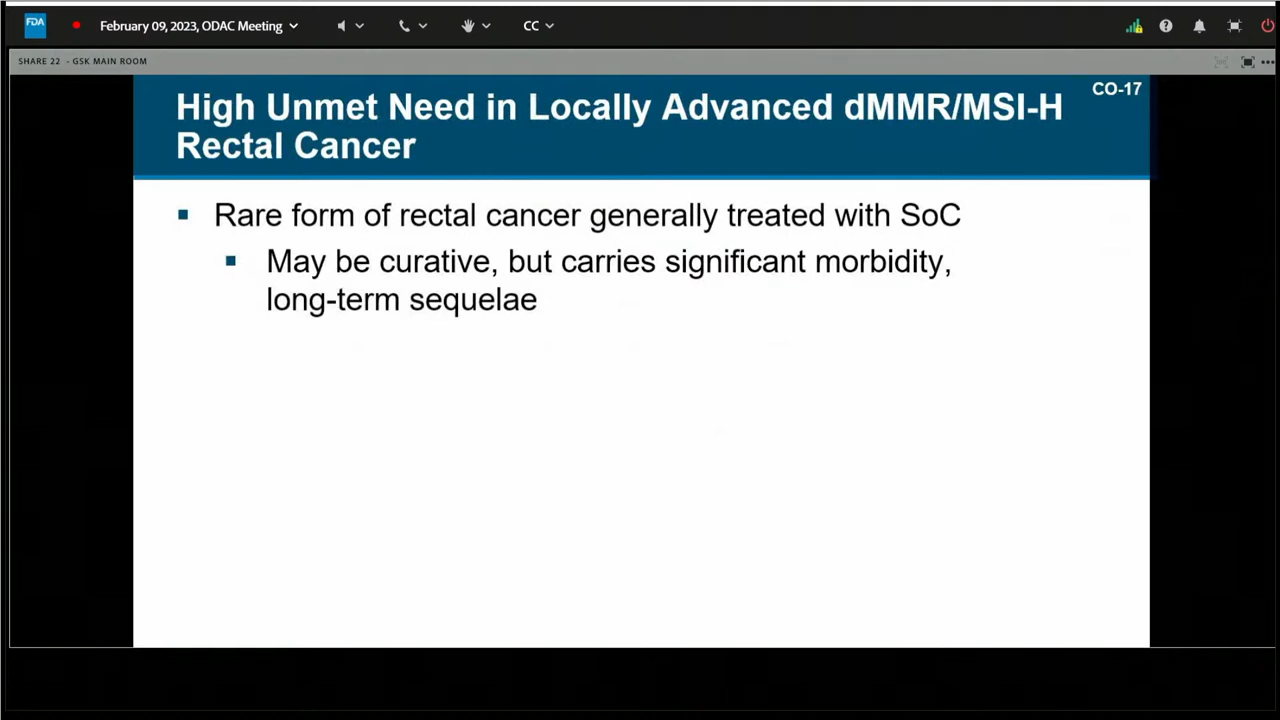 FDA
February 09, 2023, ODAC Meeting
CC
SHARE 22 - GSK MAIN ROOM
CO-17
High Unmet Need in Locally Advanced dMMR/MSI-H
Rectal Cancer
Rare form of rectal cancer generally treated with SoC
May be curative, but carries significant morbidity,
long-term sequelae